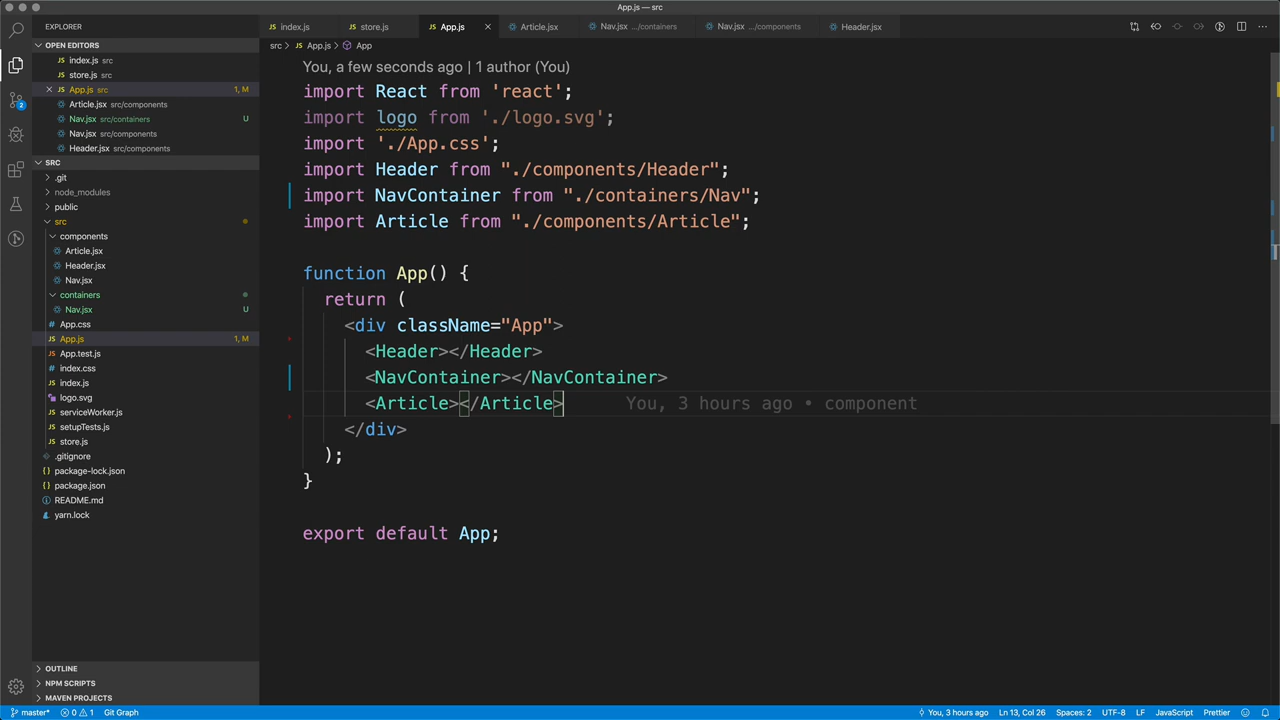 App.js — src
EXPLORER
OPEN EDITORS
index.js src
store.js src
App.js src 1, M
Article.jsx src/components
Nav.jsx src/containers U
Nav.jsx src/components
Header.jsx src/components
SRC
.git
node_modules
public
src
components
Article.jsx
Header.jsx
Nav.jsx
containers
Nav.jsx U
App.css
App.js 1, M
App.test.js
index.css
index.js
logo.svg
serviceWorker.js
setupTests.js
store.js
.gitignore
package-lock.json
package.json
README.md
yarn.lock
OUTLINE
NPM SCRIPTS
MAVEN PROJECTS
2
index.js store.js App.js Article.jsx Nav.jsx .../containers Nav.jsx .../components Header.jsx
src > App.js > App
You, a few seconds ago | 1 author (You)
import React from 'react';
import logo from './logo.svg';
import './App.css';
import Header from "./components/Header";
import NavContainer from "./containers/Nav";
import Article from "./components/Article";
function App() {
return (
<div className="App">
<Header></Header>
<NavContainer></NavContainer>
<Article></Article> You, 3 hours ago • component
</div>
);
}
export default App;
master* 0 1 Git Graph You, 3 hours ago Ln 13, Col 26 Spaces: 2 UTF-8 LF JavaScript Prettier